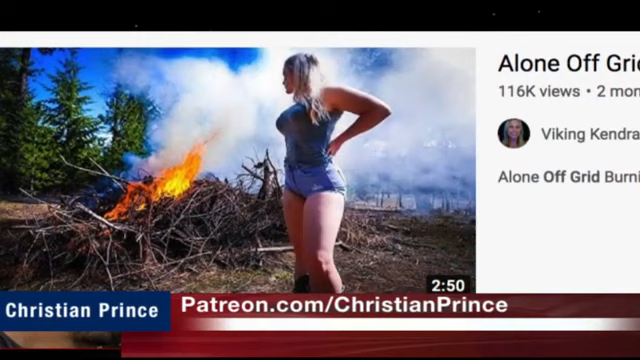 Alone Off Grid
116K views • 2 mon
Viking Kendra
Alone Off Grid Burni
2:50
Christian Prince
Patreon.com/ChristianPrince